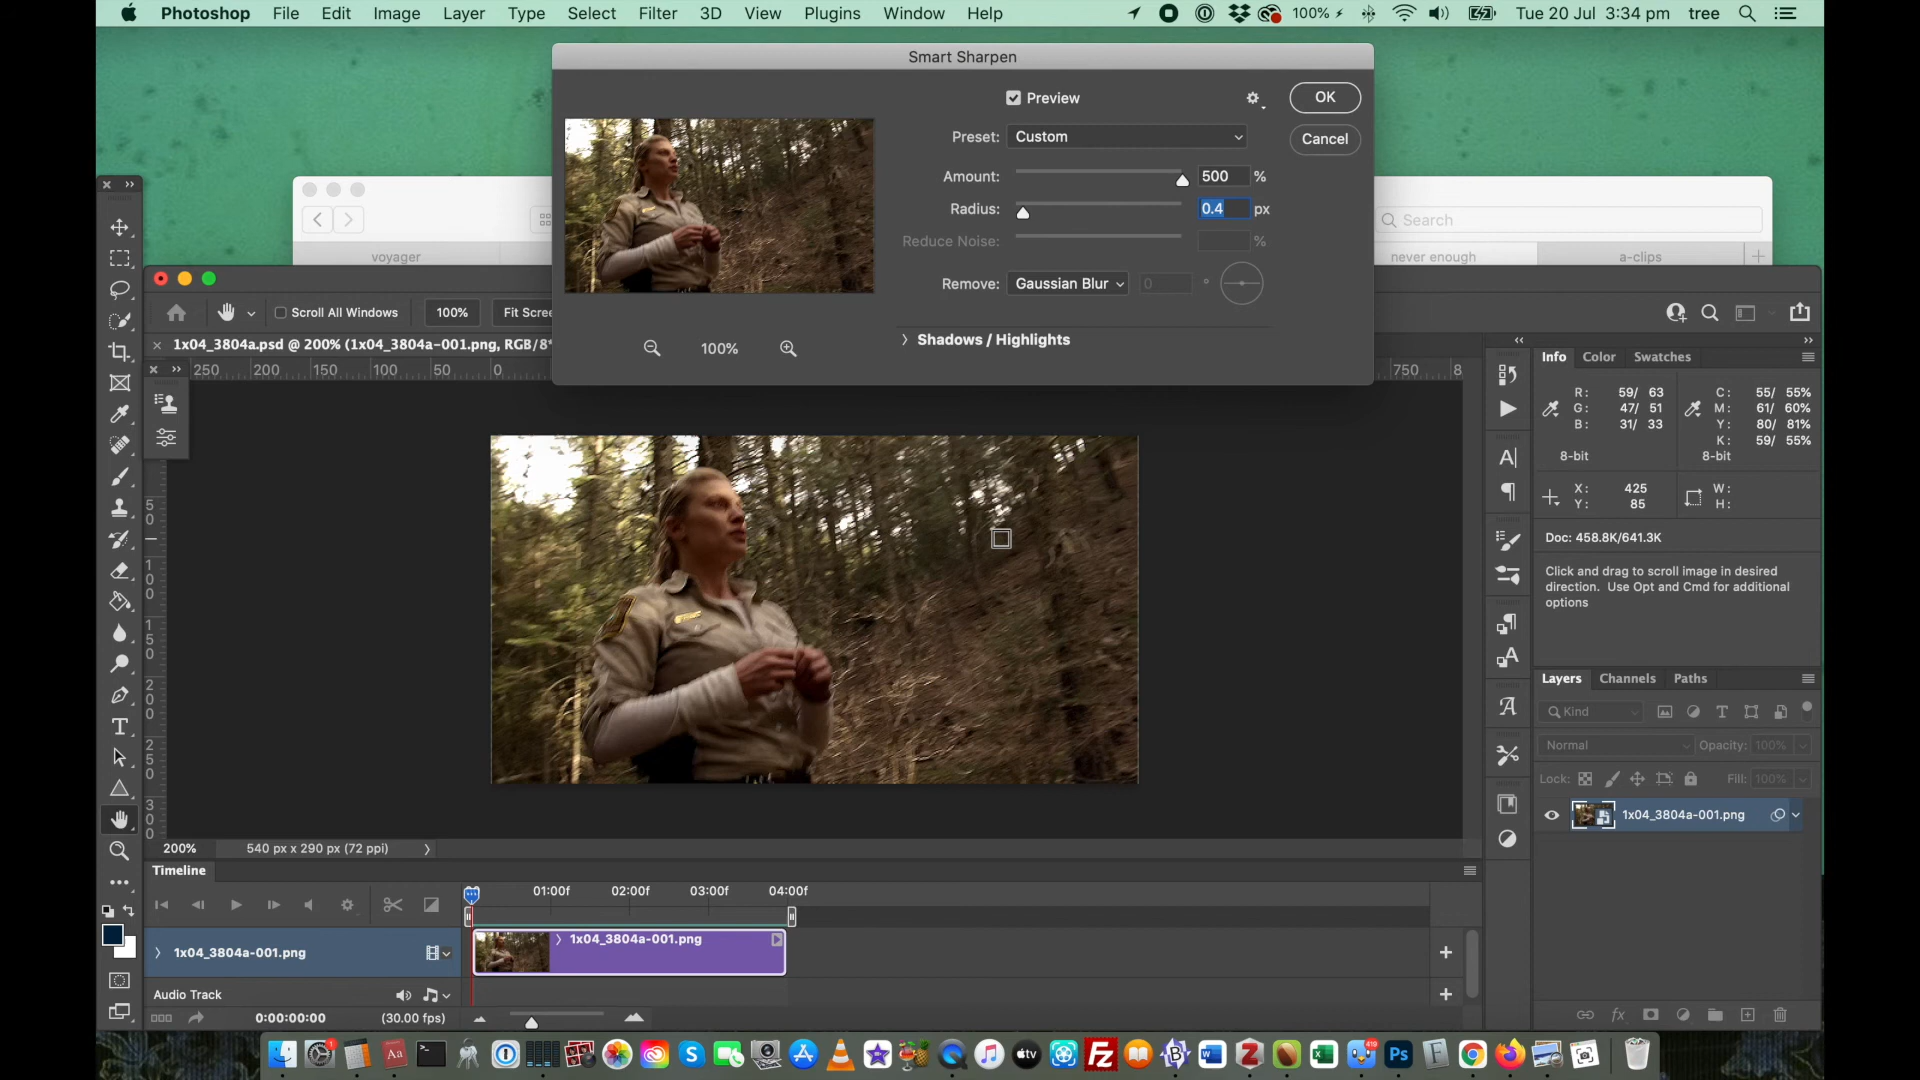 Photoshop File Edit Image Layer Type Select Filter 3D View Plugins Window Help 100% Tue 20 Jul 3:34 pm tree
Smart Sharpen
Preview
OK
Preset: Custom
Cancel
Amount: 500 %
Radius: 0.4 px
Reduce Noise: %
Remove: Gaussian Blur 0 °
Shadows / Highlights
100%
Search
voyager
never enough
a-clips
Scroll All Windows 100% Fit Scree
1x04_3804a.psd @ 200% (1x04_3804a-001.png, RGB/8*
250 200 150 100 50 0 750 8
50
100
150
200
250
300
Info Color Swatches
R: 59/ 63 C: 55/ 55%
G: 47/ 51 M: 61/ 60%
B: 31/ 33 Y: 80/ 81%
K: 59/ 55%
8-bit 8-bit
X: 425 W:
Y: 85 H:
Doc: 458.8K/641.3K
Click and drag to scroll image in desired
direction. Use Opt and Cmd for additional
options
Layers Channels Paths
Kind
Normal Opacity: 100%
Lock: Fill: 100%
1x04_3804a-001.png
200% 540 px x 290 px (72 ppi)
Timeline
01:00f 02:00f 03:00f 04:00f
1x04_3804a-001.png
1x04_3804a-001.png
Audio Track
0:00:00:00 (30.00 fps)